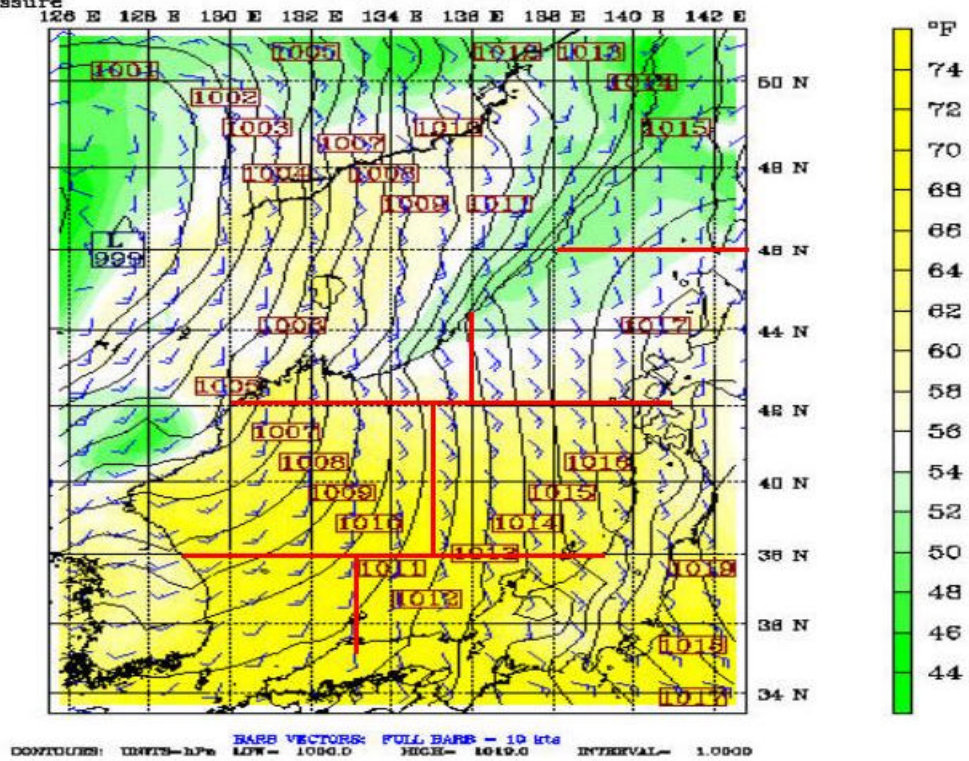 ssure
126 E 128 E 130 E 132 E 134 E 136 E 138 E 140 E 142 E
°F
1005 1012 1013
1001 1014 50 N 74
1002 72
1003 1010 1015
1007 70
1004 1008 48 N
1009 1011 68
L 66
999 46 N
64
62
1006 1017 44 N
60
1005 58
42 N
1007 56
1008 1016
54
1009 40 N
1015
52
1010 1014
1013 38 N 50
1011 1019
1012 48
36 N 46
1018
44
1017 34 N
BARB VECTORS: FULL BARB = 10 kts
CONTOURS: UNITS=hPa LOW= 1000.0 HIGH= 1019.0 INTERVAL= 1.0000